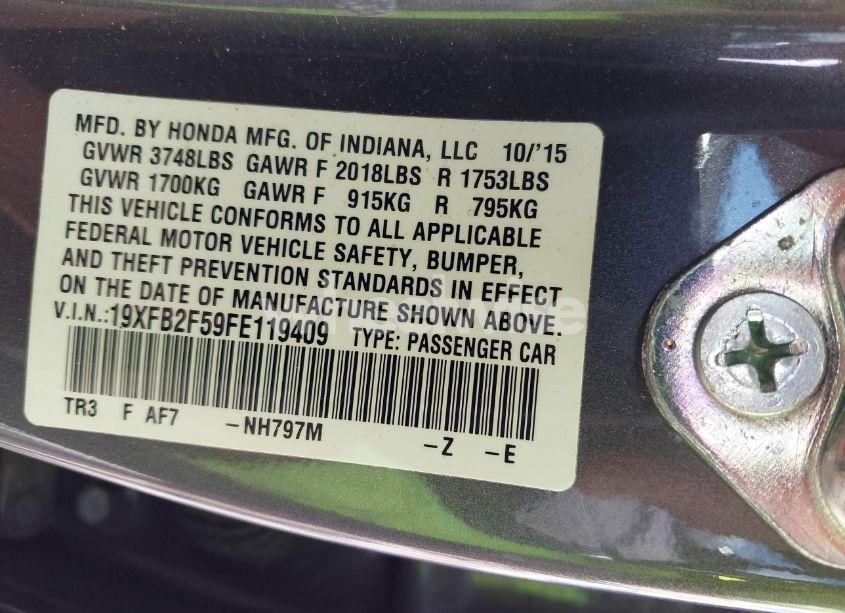 MFD. BY HONDA MFG. OF INDIANA, LLC 10/'15
GVWR 3748LBS GAWR F 2018LBS R 1753LBS
GVWR 1700KG GAWR F 915KG R 795KG
THIS VEHICLE CONFORMS TO ALL APPLICABLE
FEDERAL MOTOR VEHICLE SAFETY, BUMPER,
AND THEFT PREVENTION STANDARDS IN EFFECT
ON THE DATE OF MANUFACTURE SHOWN ABOVE.
V.I.N.:19XFB2F59FE119409 TYPE: PASSENGER CAR
TR3 F AF7 -NH797M -Z -E